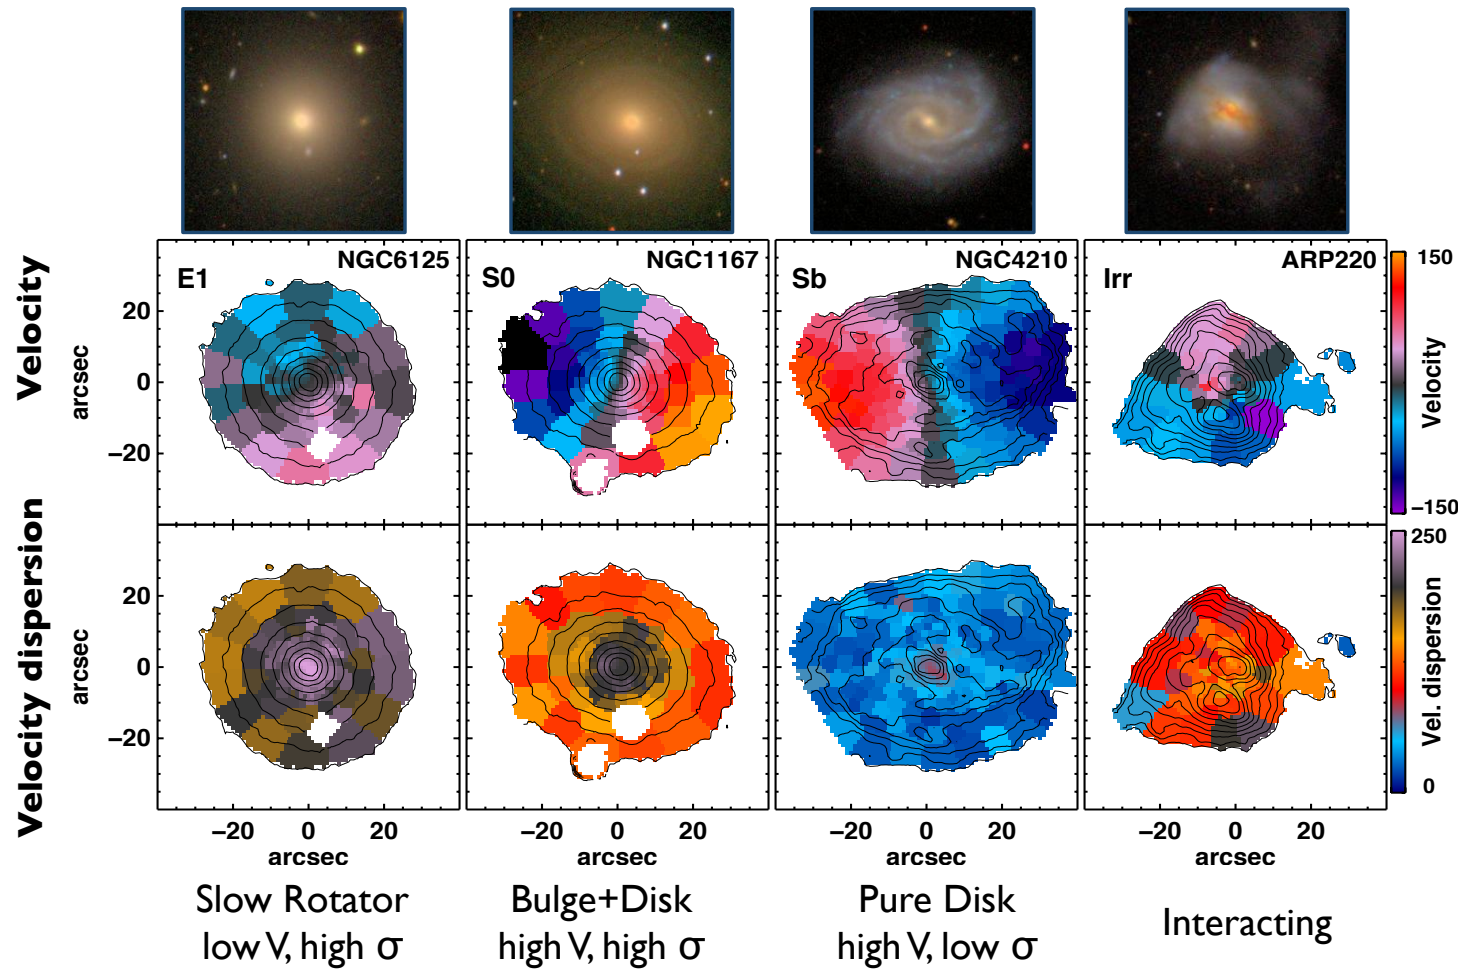 Velocity
E1
NGC6125
S0
NGC1167
Sb
NGC4210
Irr
ARP220
20
0
−20
arcsec
150
Velocity
−150
Velocity dispersion
20
0
−20
arcsec
250
Vel. dispersion
0
−20 0 20
arcsec
−20 0 20
arcsec
−20 0 20
arcsec
−20 0 20
arcsec
Slow Rotator
low V, high σ
Bulge+Disk
high V, high σ
Pure Disk
high V, low σ
Interacting